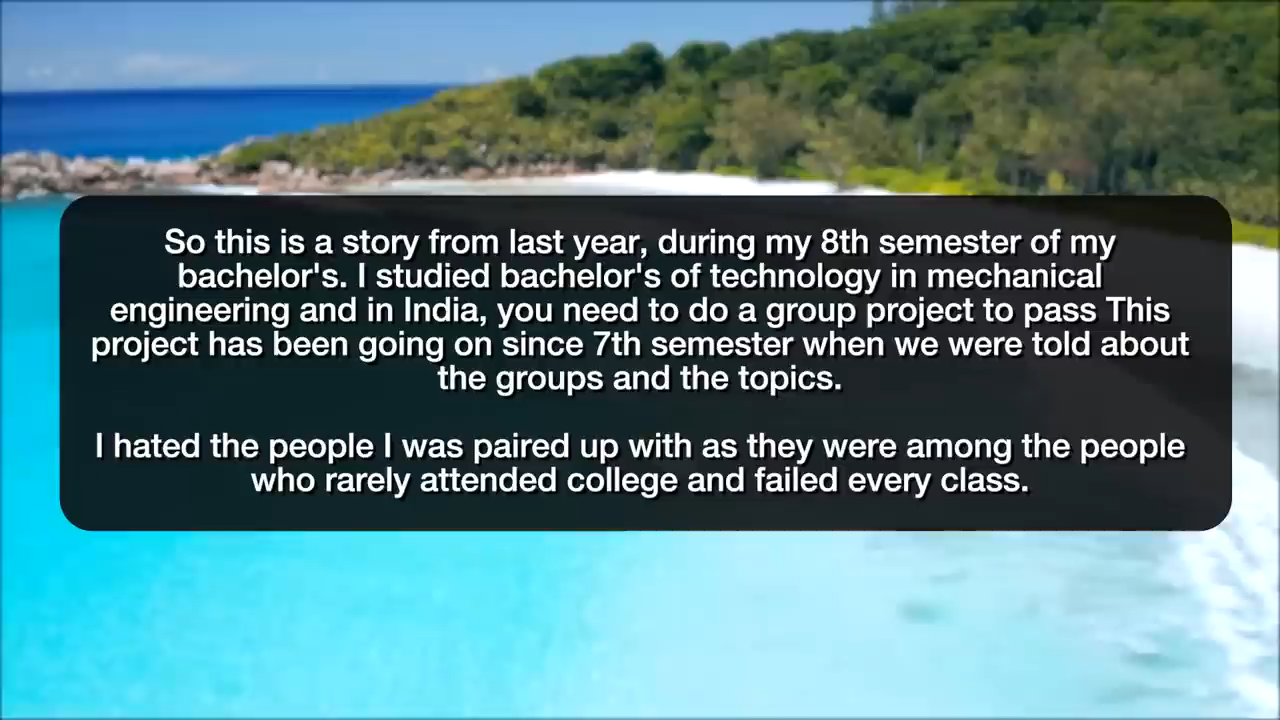 So this is a story from last year, during my 8th semester of my
bachelor's. I studied bachelor's of technology in mechanical
engineering and in India, you need to do a group project to pass This
project has been going on since 7th semester when we were told about
the groups and the topics.
I hated the people I was paired up with as they were among the people
who rarely attended college and failed every class.